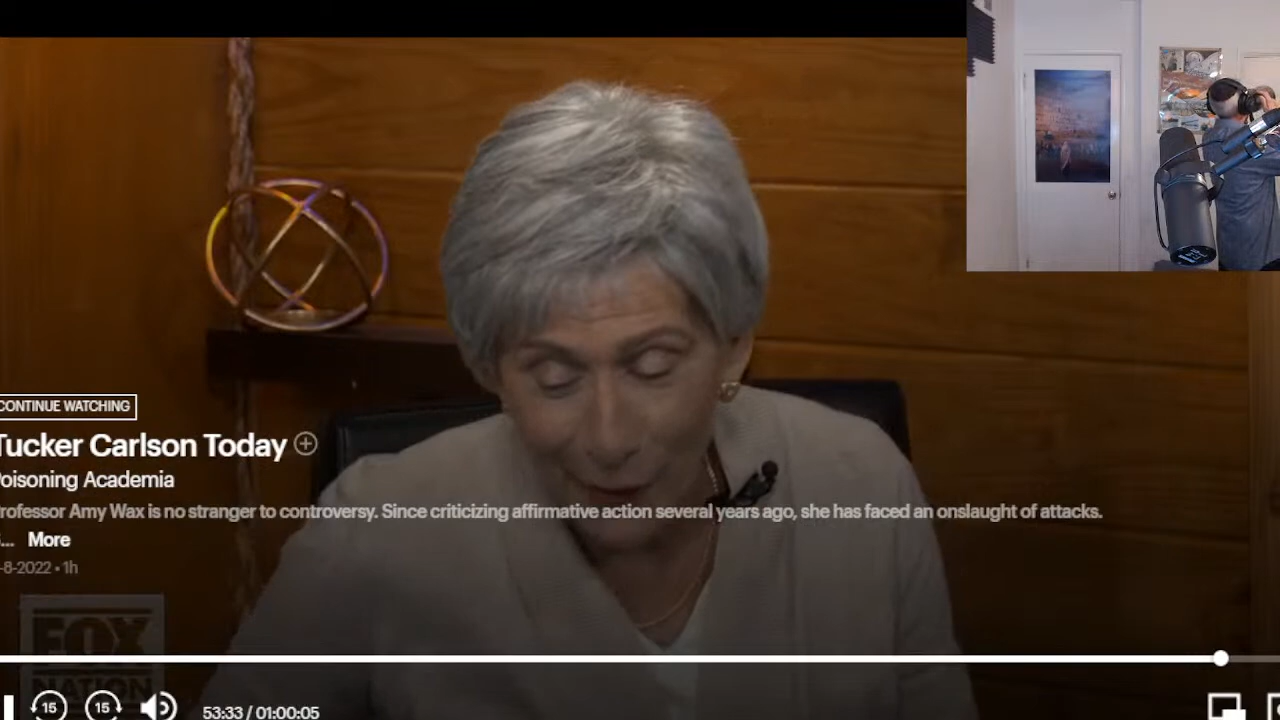 CONTINUE WATCHING
Tucker Carlson Today
Poisoning Academia
Professor Amy Wax is no stranger to controversy. Since criticizing affirmative action several years ago, she has faced an onslaught of attacks.
... More
-8-2022 • 1h
FOX
NATION
15 15
53:33 / 01:00:05